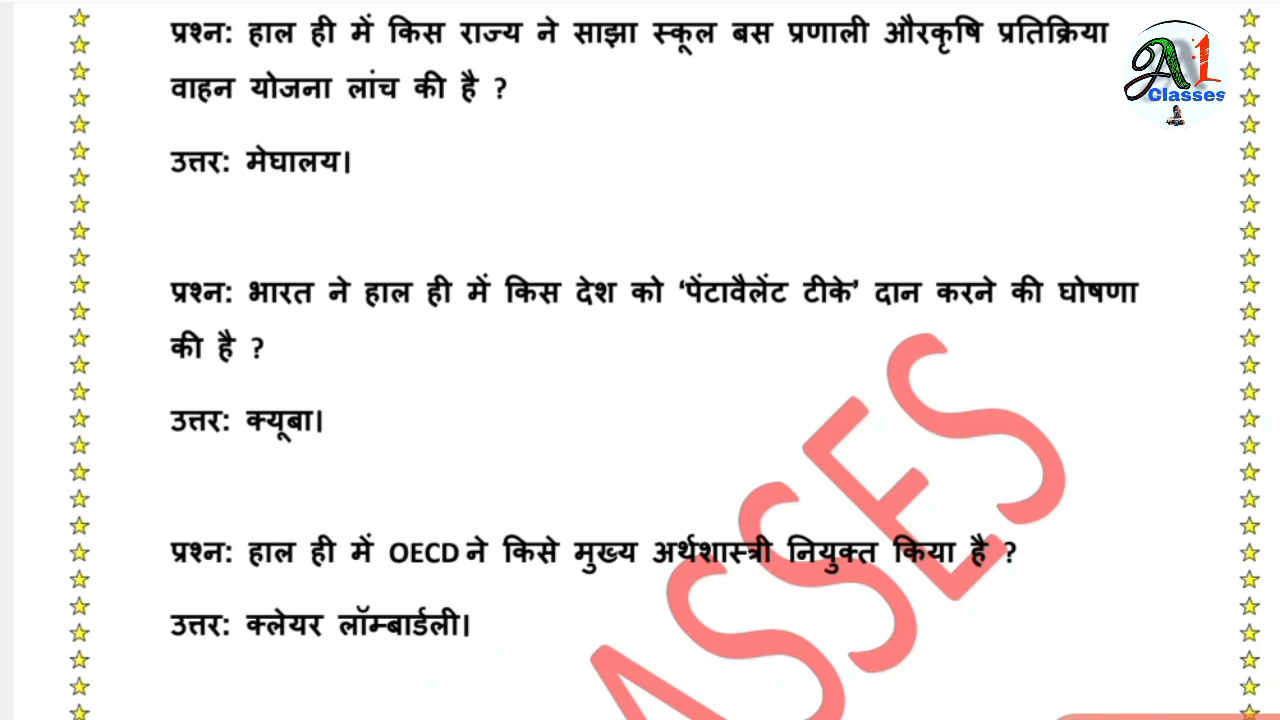 प्रश्न: हाल ही में किस राज्य ने साझा स्कूल बस प्रणाली औरकृषि प्रतिक्रिया
वाहन योजना लांच की है ?
उत्तर: मेघालय।
प्रश्न: भारत ने हाल ही में किस देश को ‘पेंटावैलेंट टीके’ दान करने की घोषणा
की है ?
उत्तर: क्यूबा।
प्रश्न: हाल ही में OECD ने किसे मुख्य अर्थशास्त्री नियुक्त किया है ?
उत्तर: क्लेयर लॉम्बार्डली।
A1
Classes
ASSES